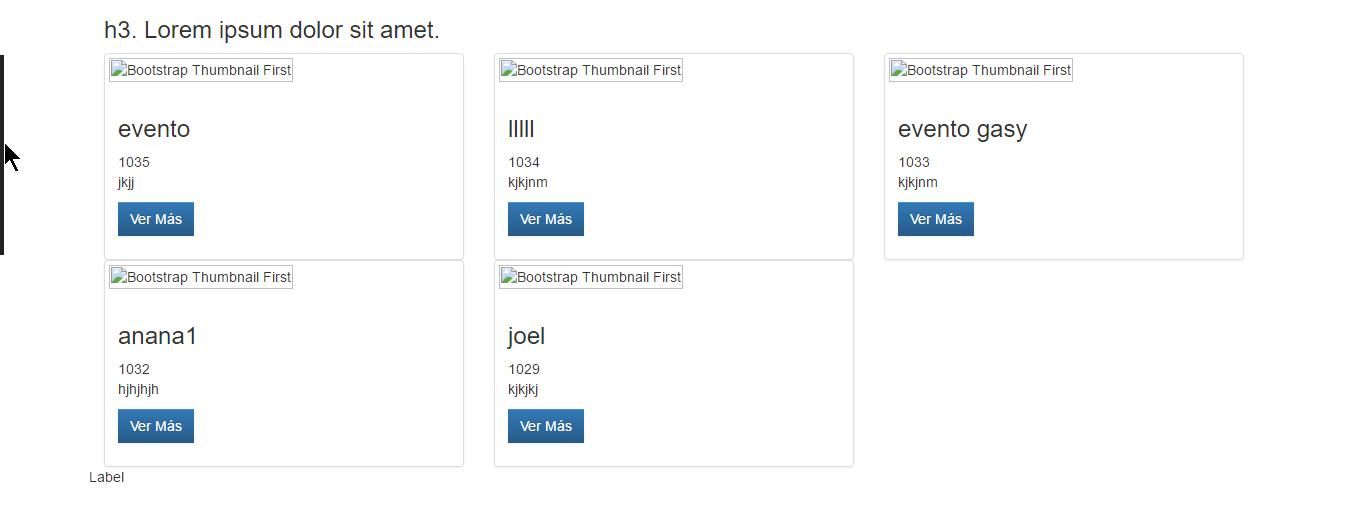 h3. Lorem ipsum dolor sit amet.
Bootstrap Thumbnail First
evento
1035
jkjj
Ver Más
Bootstrap Thumbnail First
lllll
1034
kjkjnm
Ver Más
Bootstrap Thumbnail First
evento gasy
1033
kjkjnm
Ver Más
Bootstrap Thumbnail First
anana1
1032
hjhjhjh
Ver Más
Bootstrap Thumbnail First
joel
1029
kjkjkj
Ver Más
Label